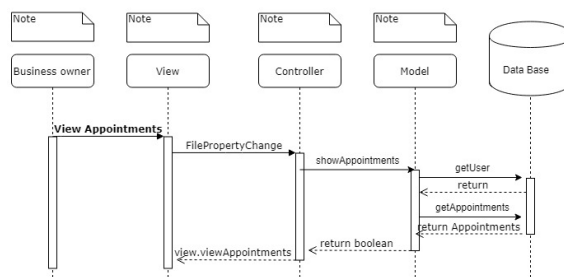 Note Note Note Note
Business owner View Controller Model Data Base
View Appointments
FilePropertyChange
showAppointments
getUser
return
getAppointments
return Appointments
return boolean
view.viewAppointments